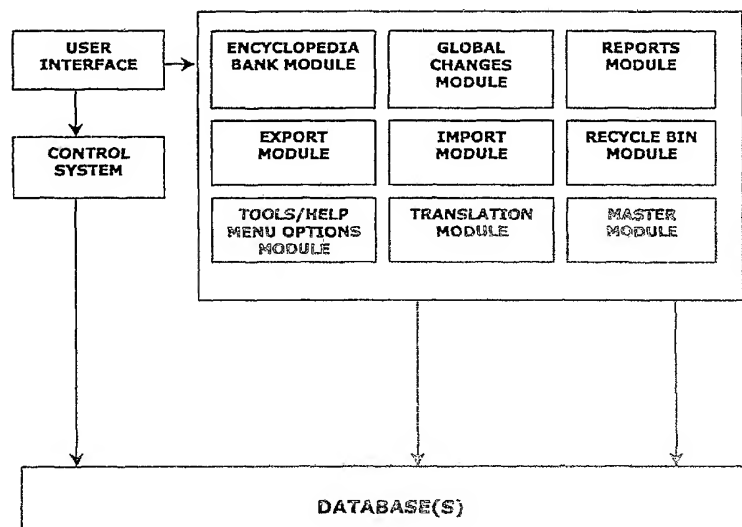 USER
INTERFACE
ENCYCLOPEDIA
BANK MODULE
GLOBAL
CHANGES
MODULE
REPORTS
MODULE
CONTROL
SYSTEM
EXPORT
MODULE
IMPORT
MODULE
RECYCLE BIN
MODULE
TOOLS/HELP
MENU OPTIONS
MODULE
TRANSLATION
MODULE
MASTER
MODULE
DATABASE(S)